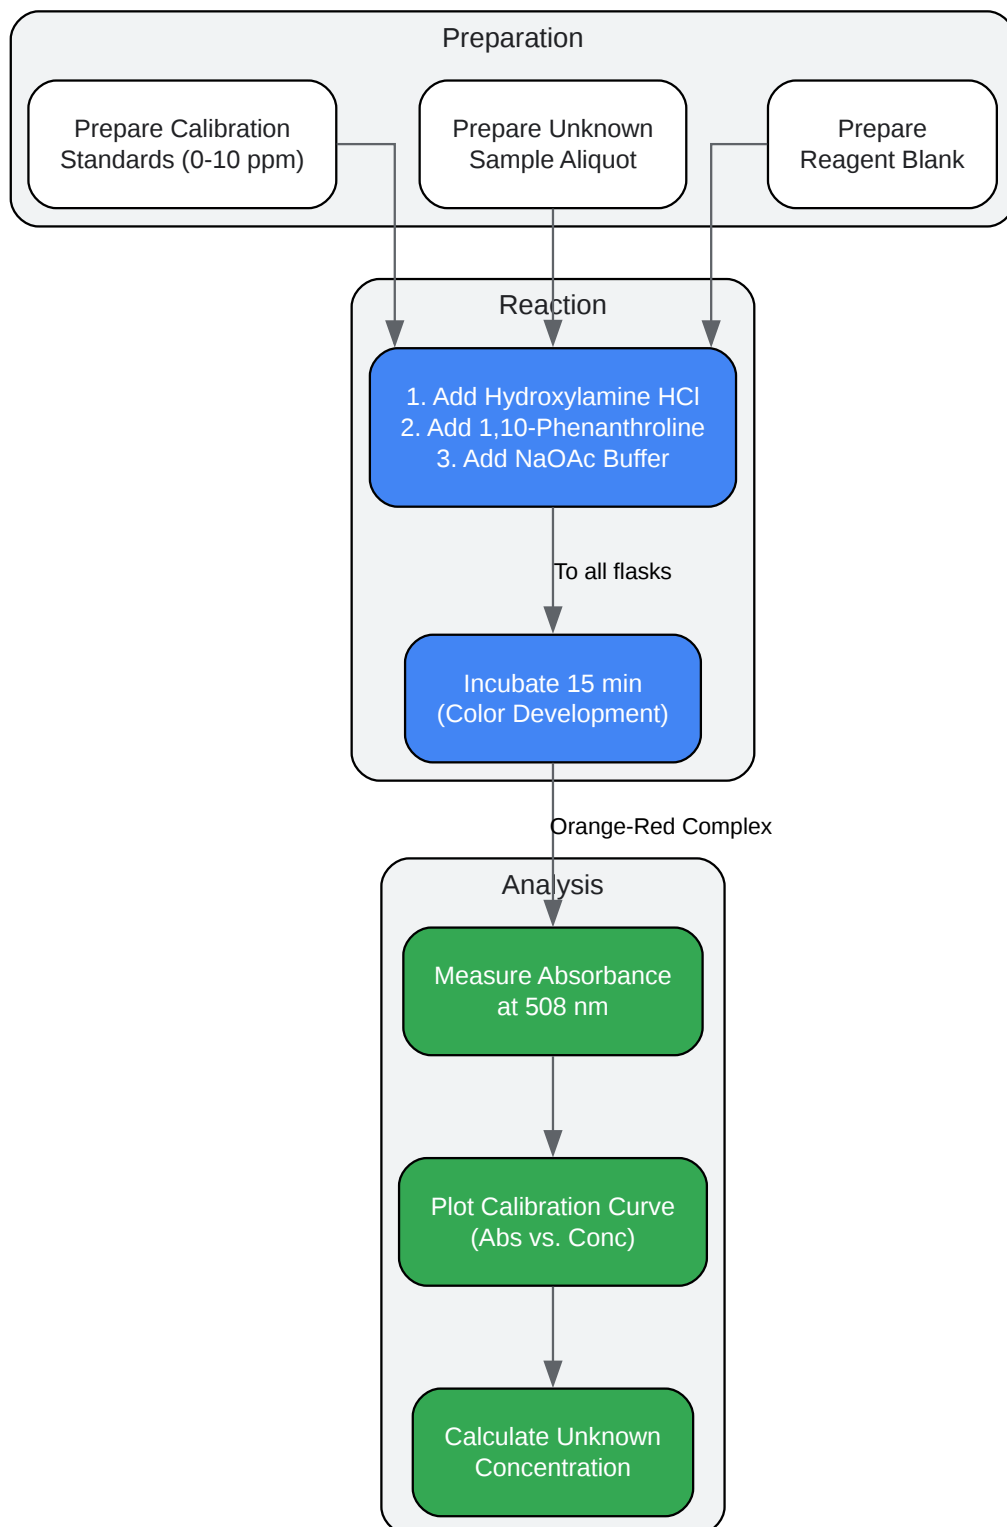 Preparation
Prepare Calibration
Standards (0-10 ppm)
Prepare Unknown
Sample Aliquot
Prepare
Reagent Blank
Reaction
1. Add Hydroxylamine HCl
2. Add 1,10-Phenanthroline
3. Add NaOAc Buffer
To all flasks
Incubate 15 min
(Color Development)
Orange-Red Complex
Analysis
Measure Absorbance
at 508 nm
Plot Calibration Curve
(Abs vs. Conc)
Calculate Unknown
Concentration